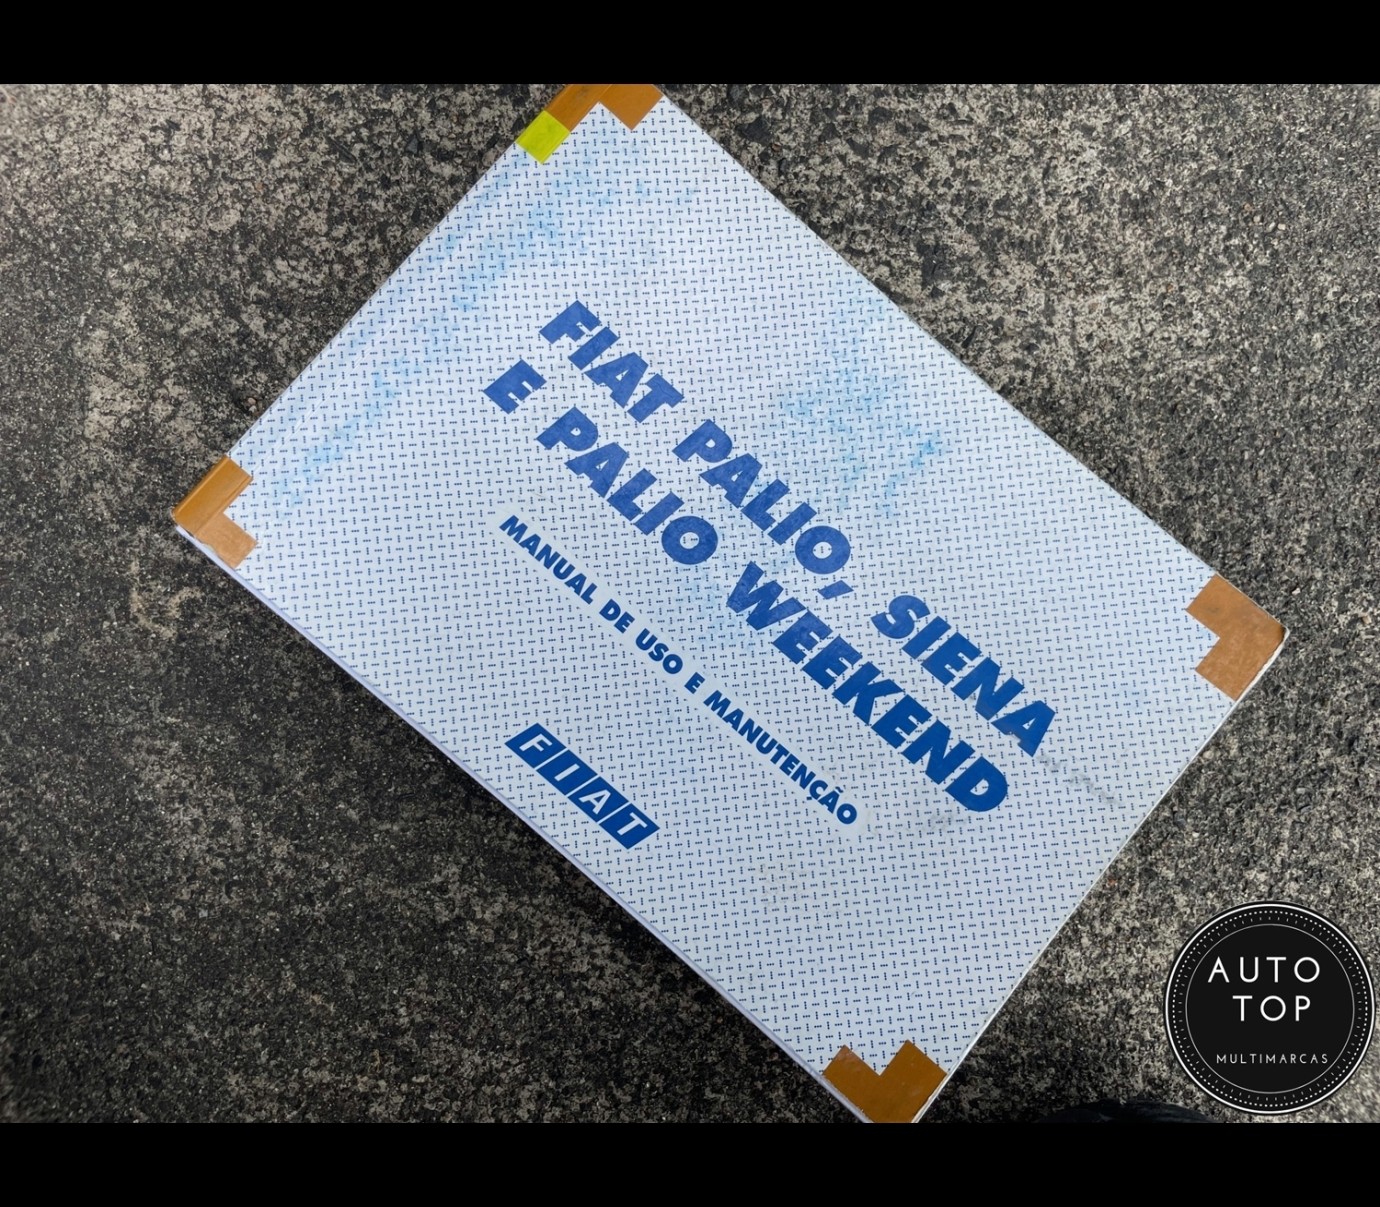 FIAT PALIO, SIENA
E PALIO WEEKEND
MANUAL DE USO E MANUTENÇÃO
FIAT
AUTO
TOP
MULTIMARCAS